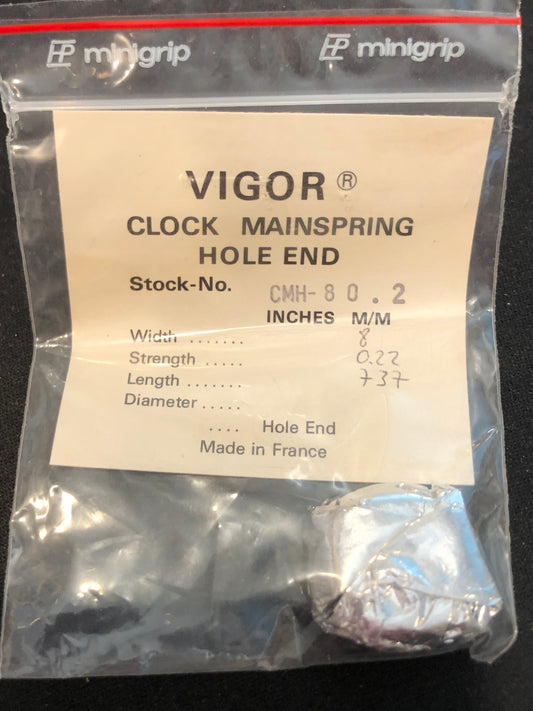 minigrip minigrip
VIGOR ®
CLOCK MAINSPRING
HOLE END
Stock-No. CMH-80.2
INCHES M/M
Width ....... 8
Strength ..... 0.22
Length ....... 737
Diameter .....
.... Hole End
Made in France